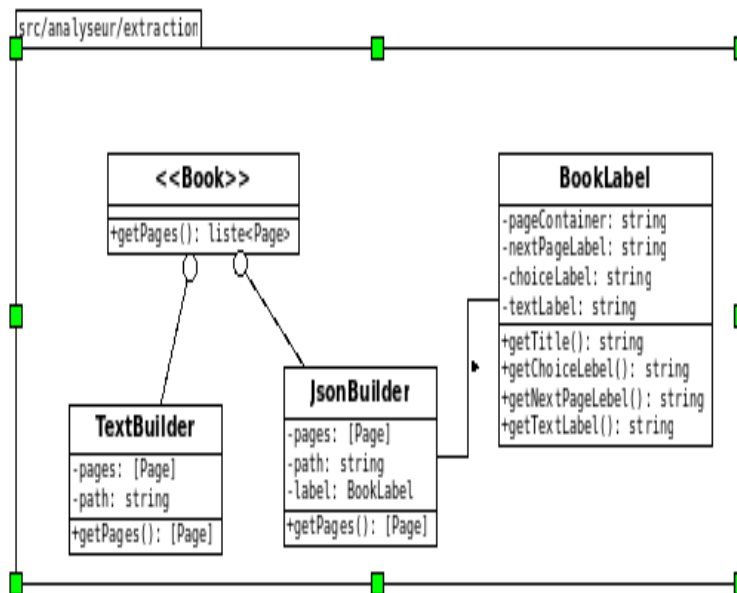 src/analyseur/extraction
<<Book>>
+getPages(): liste<Page>
BookLabel
-pageContainer: string
-nextPageLabel: string
-choiceLabel: string
-textLabel: string
+getTitle(): string
+getChoiceLebel(): string
+getNextPageLebel(): string
+getTextLabel(): string
JsonBuilder
-pages: [Page]
-path: string
-label: BookLabel
+getPages(): [Page]
TextBuilder
-pages: [Page]
-path: string
+getPages(): [Page]